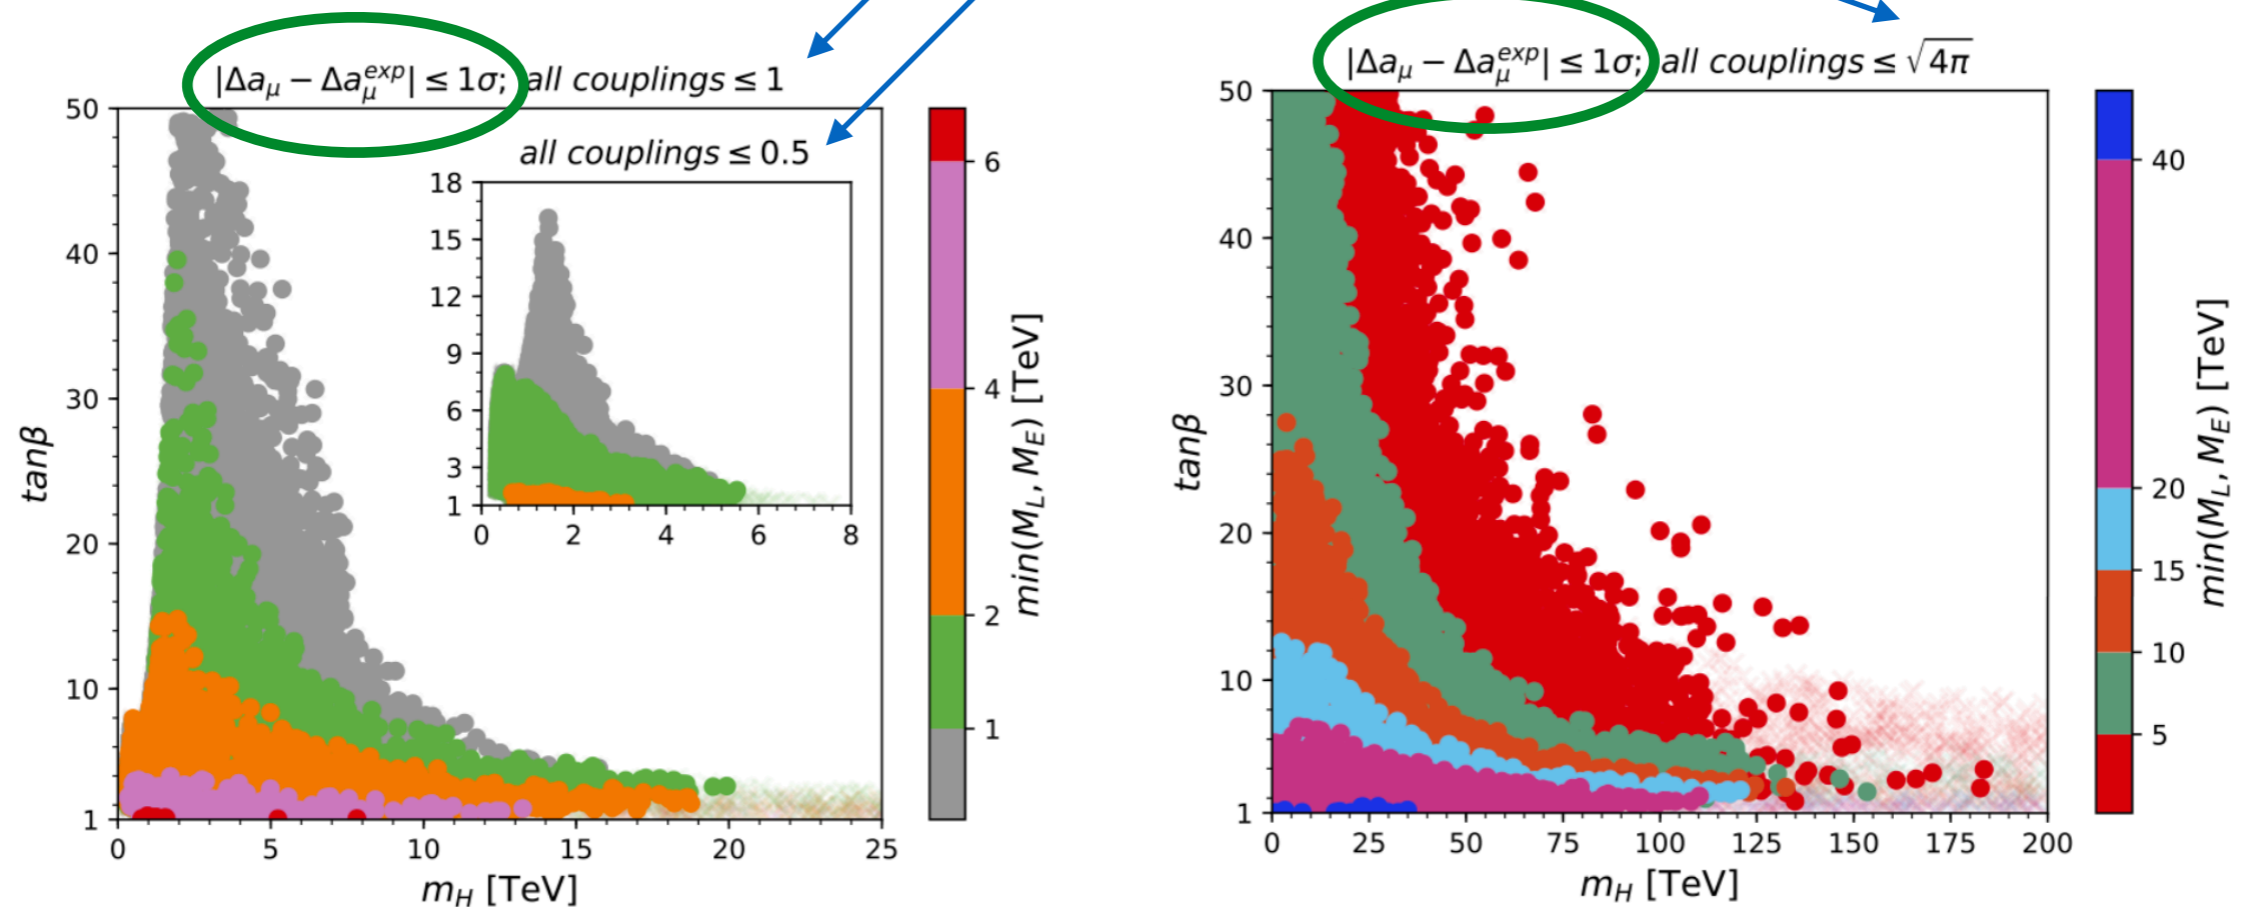 |Δaμ − Δaμ^exp| ≤ 1σ; all couplings ≤ 1
all couplings ≤ 0.5
50
40
30
20
10
1
tanβ
0 5 10 15 20 25
m_H [TeV]
18
15
12
9
6
3
1
0 2 4 6 8
6
4
2
1
min(M_L, M_E) [TeV]
|Δaμ − Δaμ^exp| ≤ 1σ; all couplings ≤ √4π
50
40
30
20
10
1
tanβ
0 25 50 75 100 125 150 175 200
m_H [TeV]
40
20
15
10
5
min(M_L, M_E) [TeV]